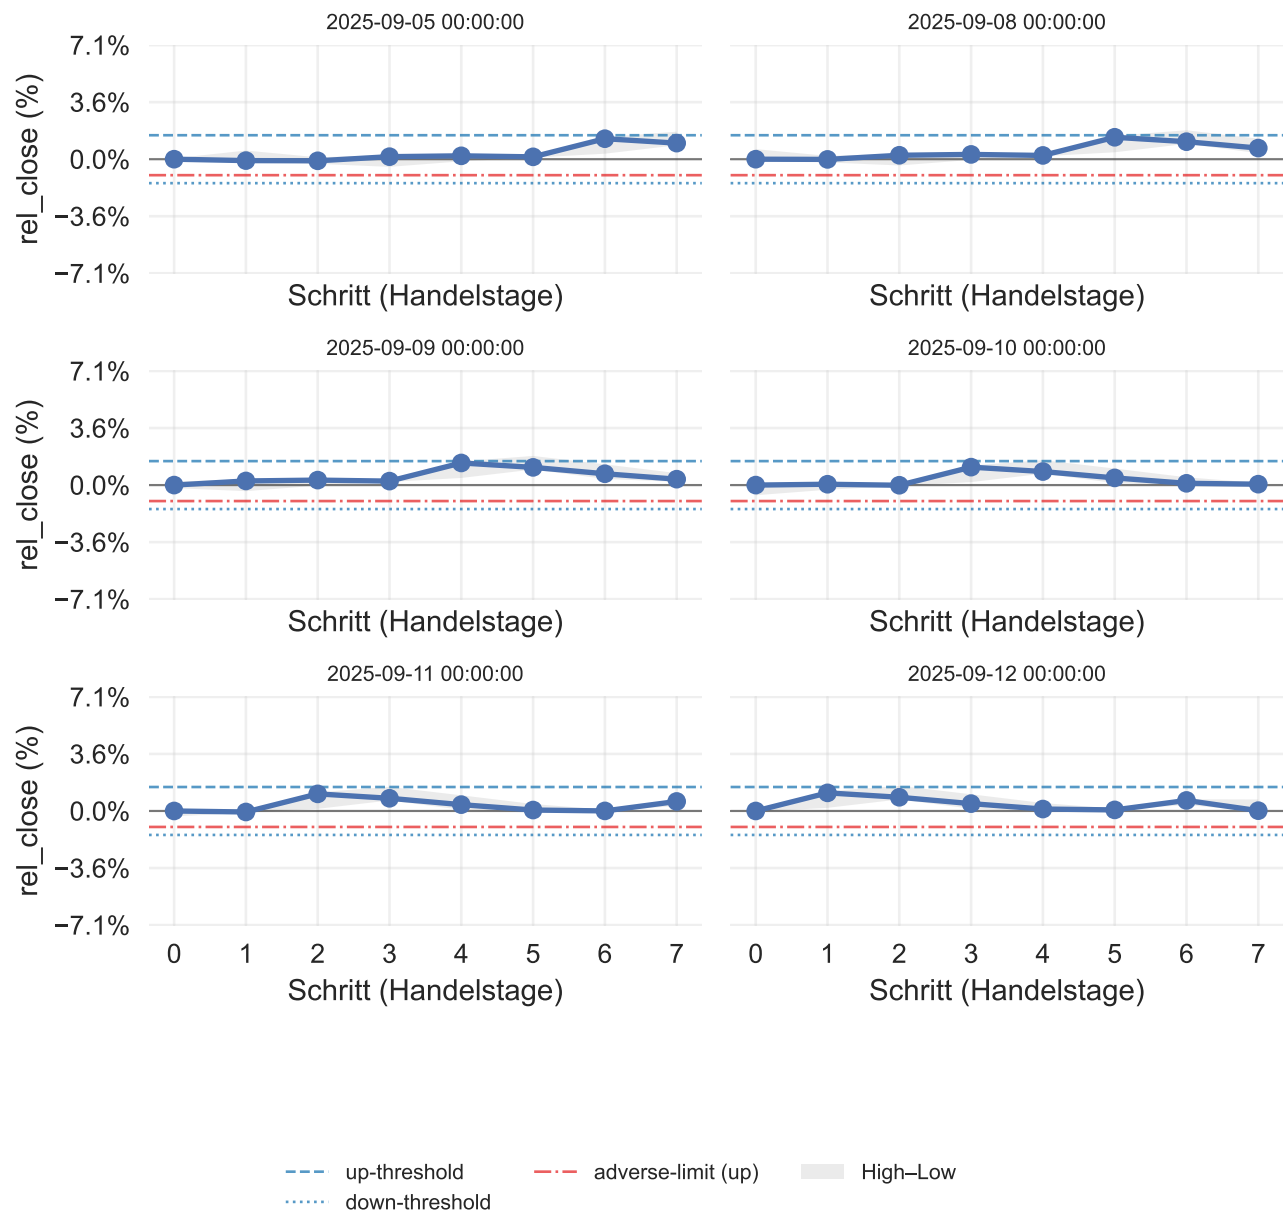 2025-09-05 00:00:00
2025-09-08 00:00:00
7.1%
3.6%
0.0%
−3.6%
−7.1%
rel_close (%)
Schritt (Handelstage)
Schritt (Handelstage)
2025-09-09 00:00:00
2025-09-10 00:00:00
7.1%
3.6%
0.0%
−3.6%
−7.1%
rel_close (%)
Schritt (Handelstage)
Schritt (Handelstage)
2025-09-11 00:00:00
2025-09-12 00:00:00
7.1%
3.6%
0.0%
−3.6%
−7.1%
rel_close (%)
0 1 2 3 4 5 6 7
0 1 2 3 4 5 6 7
Schritt (Handelstage)
Schritt (Handelstage)
up-threshold
down-threshold
adverse-limit (up)
High–Low